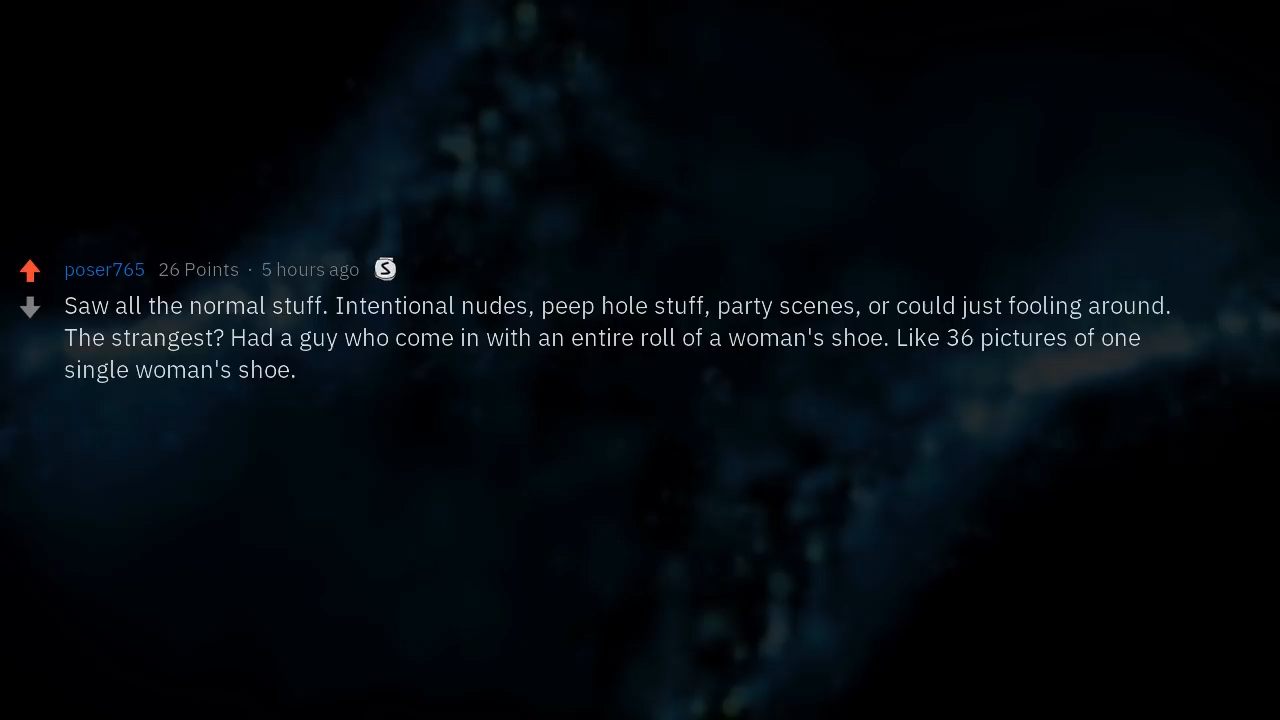 poser765 26 Points · 5 hours ago S
Saw all the normal stuff. Intentional nudes, peep hole stuff, party scenes, or could just fooling around.
The strangest? Had a guy who come in with an entire roll of a woman's shoe. Like 36 pictures of one
single woman's shoe.